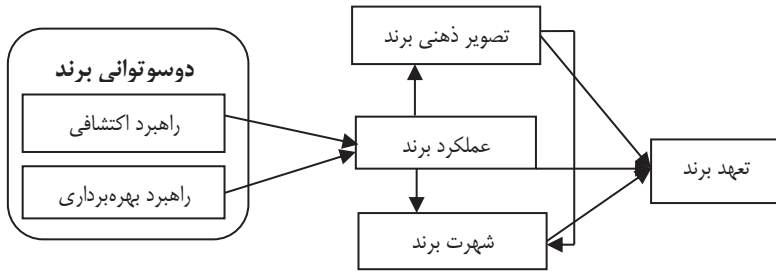 تصویر ذهنی برند
دوسوتوانی برند
راهبرد اکتشافی
عملکرد برند
تعهد برند
راهبرد بهره‌برداری
شهرت برند